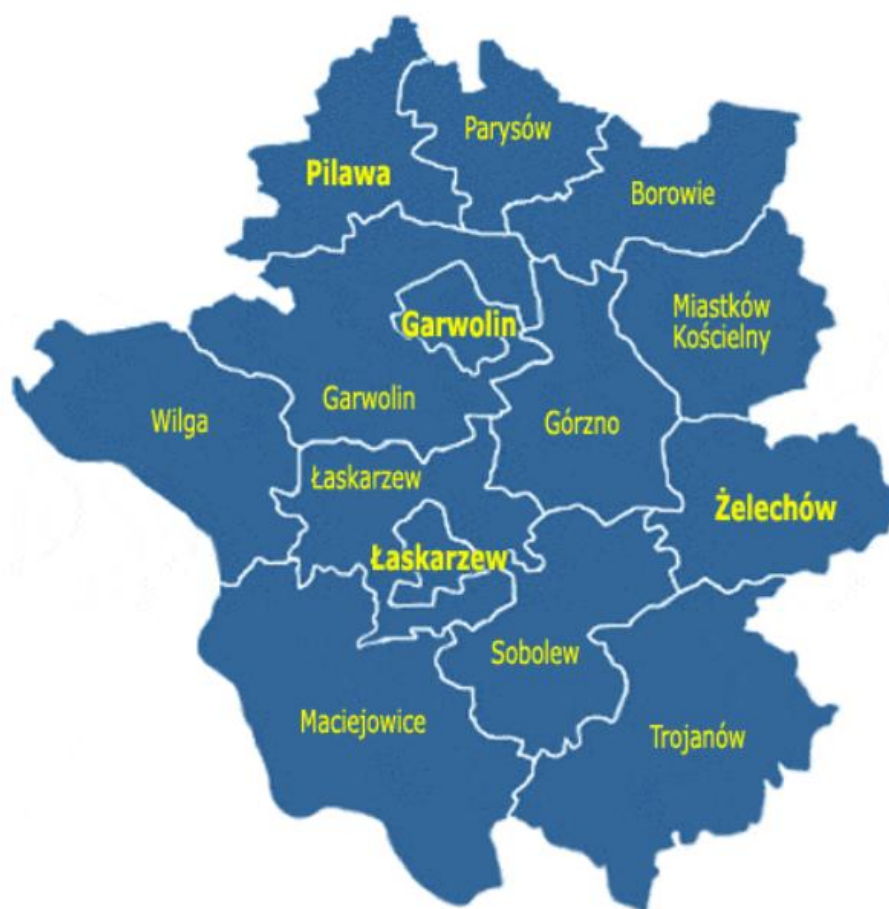 Parysów
Pilawa
Borowie
Miastków
Kościelny
Garwolin
Garwolin
Wilga
Górzno
Łaskarzew
Żelechów
Łaskarzew
Sobolew
Maciejowice
Trojanów